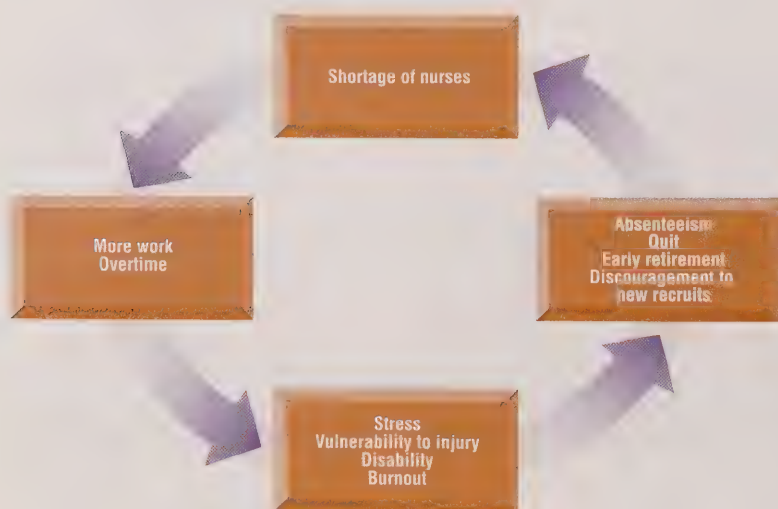 Shortage of nurses
More work
Overtime
Stress
Vulnerability to injury
Disability
Burnout
Absenteeism
Quit
Early retirement
Discouragement to
new recruits